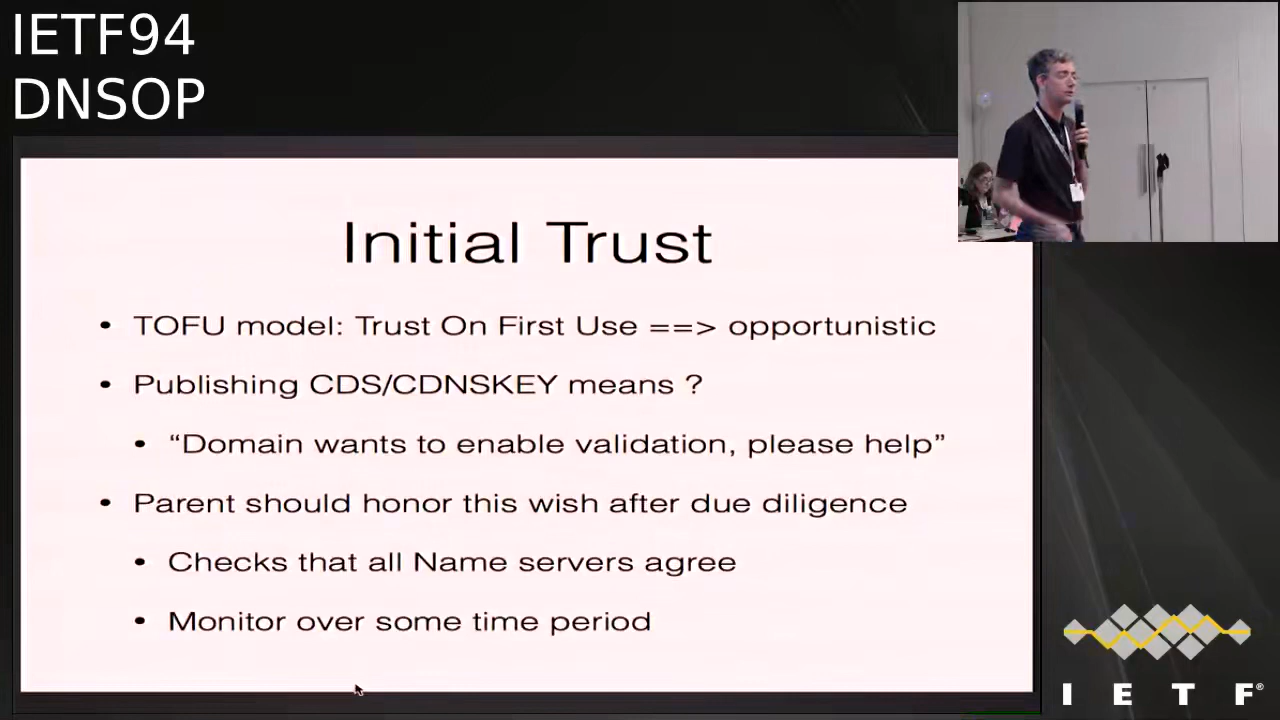 IETF94
DNSOP
Initial Trust
• TOFU model: Trust On First Use ==> opportunistic
• Publishing CDS/CDNSKEY means ?
• “Domain wants to enable validation, please help”
• Parent should honor this wish after due diligence
• Checks that all Name servers agree
• Monitor over some time period
I E T F®